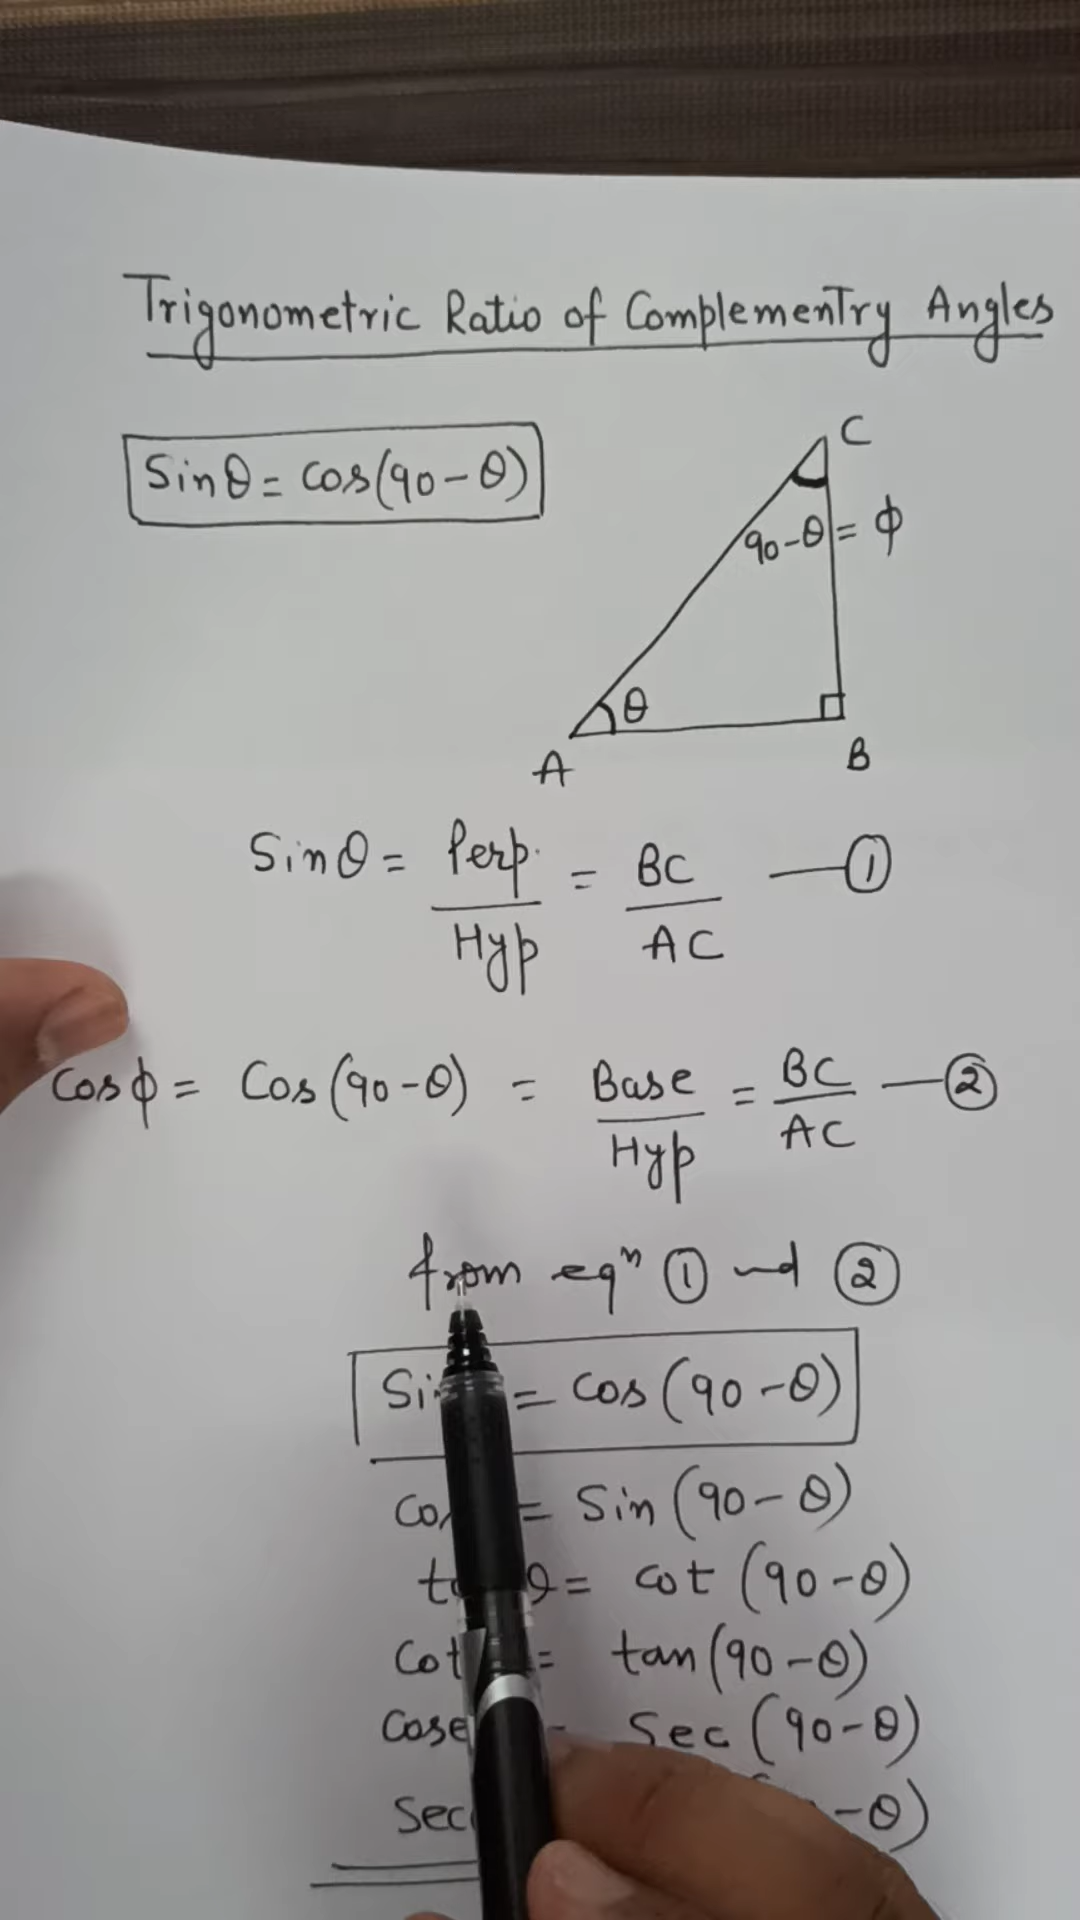 Trigonometric Ratio of Complementry Angles
Sinθ = Cos(90-θ)
C
90-θ = ϕ
θ
A
B
Sinθ = Perp. / Hyp = BC / AC —①
Cosϕ = Cos(90-θ) = Base / Hyp = BC / AC —②
from eqⁿ ① and ②
= Cos(90-θ)
= Sin(90-θ)
θ = Cot(90-θ)
Cot = tan(90-θ)
= Sec(90-θ)
Sec -θ)